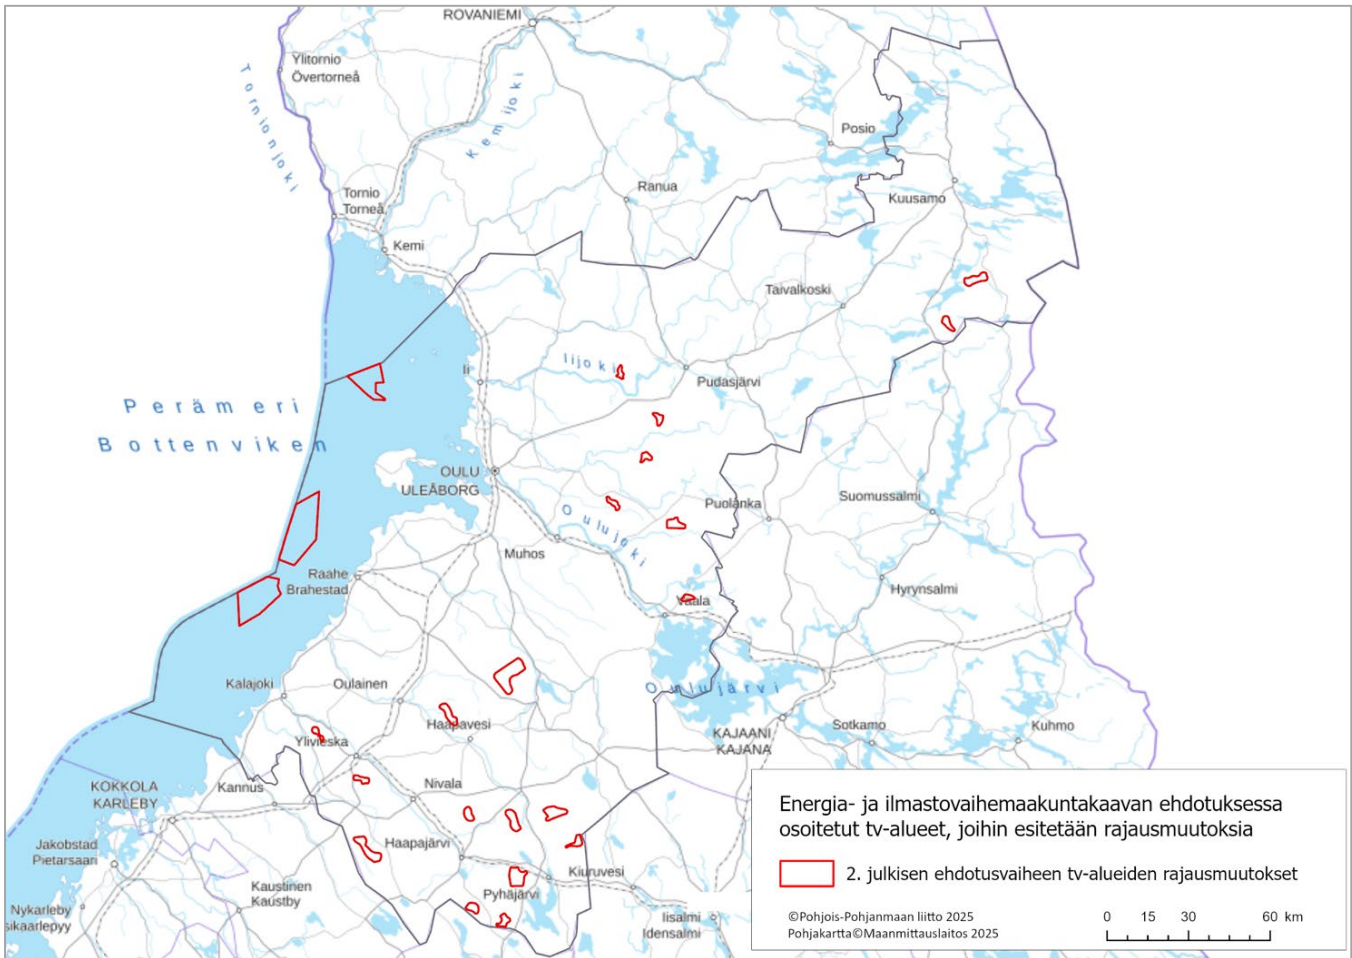 ROVANIEMI
Ylitornio
Övertorneå
Tornionjoki
Kemijoki
Posio
Ranua
Kuusamo
Tornio
Torneå
Kemi
Taivalkoski
Iijoki
Ii
Pudasjärvi
Perämeri
Bottenviken
OULU
ULEÅBORG
Oulujoki
Puolanka
Suomussalmi
Muhos
Raahe
Brahestad
Vaala
Hyrynsalmi
Kalajoki
Oulainen
Oulujärvi
Haapavesi
Ylivieska
KAJAANI
KAJANA
Sotkamo
Kuhmo
KOKKOLA
KARLEBY
Kannus
Nivala
Jakobstad
Pietarsaari
Haapajärvi
Kaustinen
Kaustby
Pyhäjärvi
Kiuruvesi
Nykarleby
sikaarlepyy
Iisalmi
Idensalmi
Energia- ja ilmastovaihemaakuntakaavan ehdotuksessa
osoitetut tv-alueet, joihin esitetään rajausmuutoksia
2. julkisen ehdotusvaiheen tv-alueiden rajausmuutokset
©Pohjois-Pohjanmaan liitto 2025
Pohjakartta©Maanmittauslaitos 2025
0 15 30 60 km